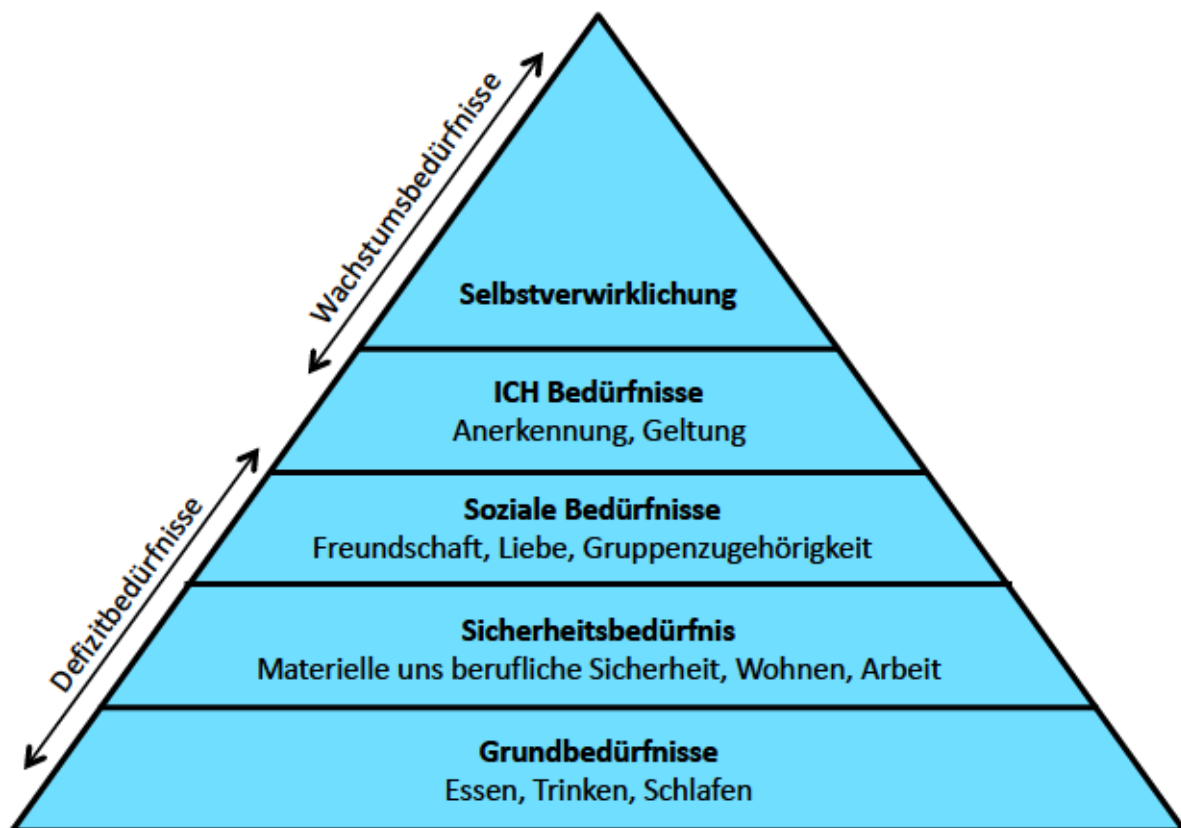 Wachstumsbedürfnisse
Selbstverwirklichung
ICH Bedürfnisse
Anerkennung, Geltung
Defizitbedürfnisse
Soziale Bedürfnisse
Freundschaft, Liebe, Gruppenzugehörigkeit
Sicherheitsbedürfnis
Materielle uns berufliche Sicherheit, Wohnen, Arbeit
Grundbedürfnisse
Essen, Trinken, Schlafen